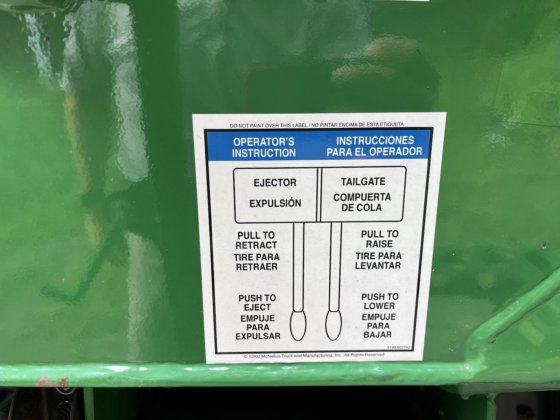 DO NOT PAINT OVER THIS LABEL / NO PINTAR ENCIMA DE ESTA ETIQUETA
OPERATOR'S INSTRUCTION
INSTRUCCIONES PARA EL OPERADOR
EJECTOR
EXPULSIÓN
TAILGATE
COMPUERTA
DE COLA
PULL TO
RETRACT
TIRE PARA
RETRAER
PULL TO
RAISE
TIRE PARA
LEVANTAR
PUSH TO
EJECT
EMPUJE
PARA
EXPULSAR
PUSH TO
LOWER
EMPUJE
PARA
BAJAR
© 12/02 McNeilus Truck and Manufacturing, Inc. All Rights Reserved